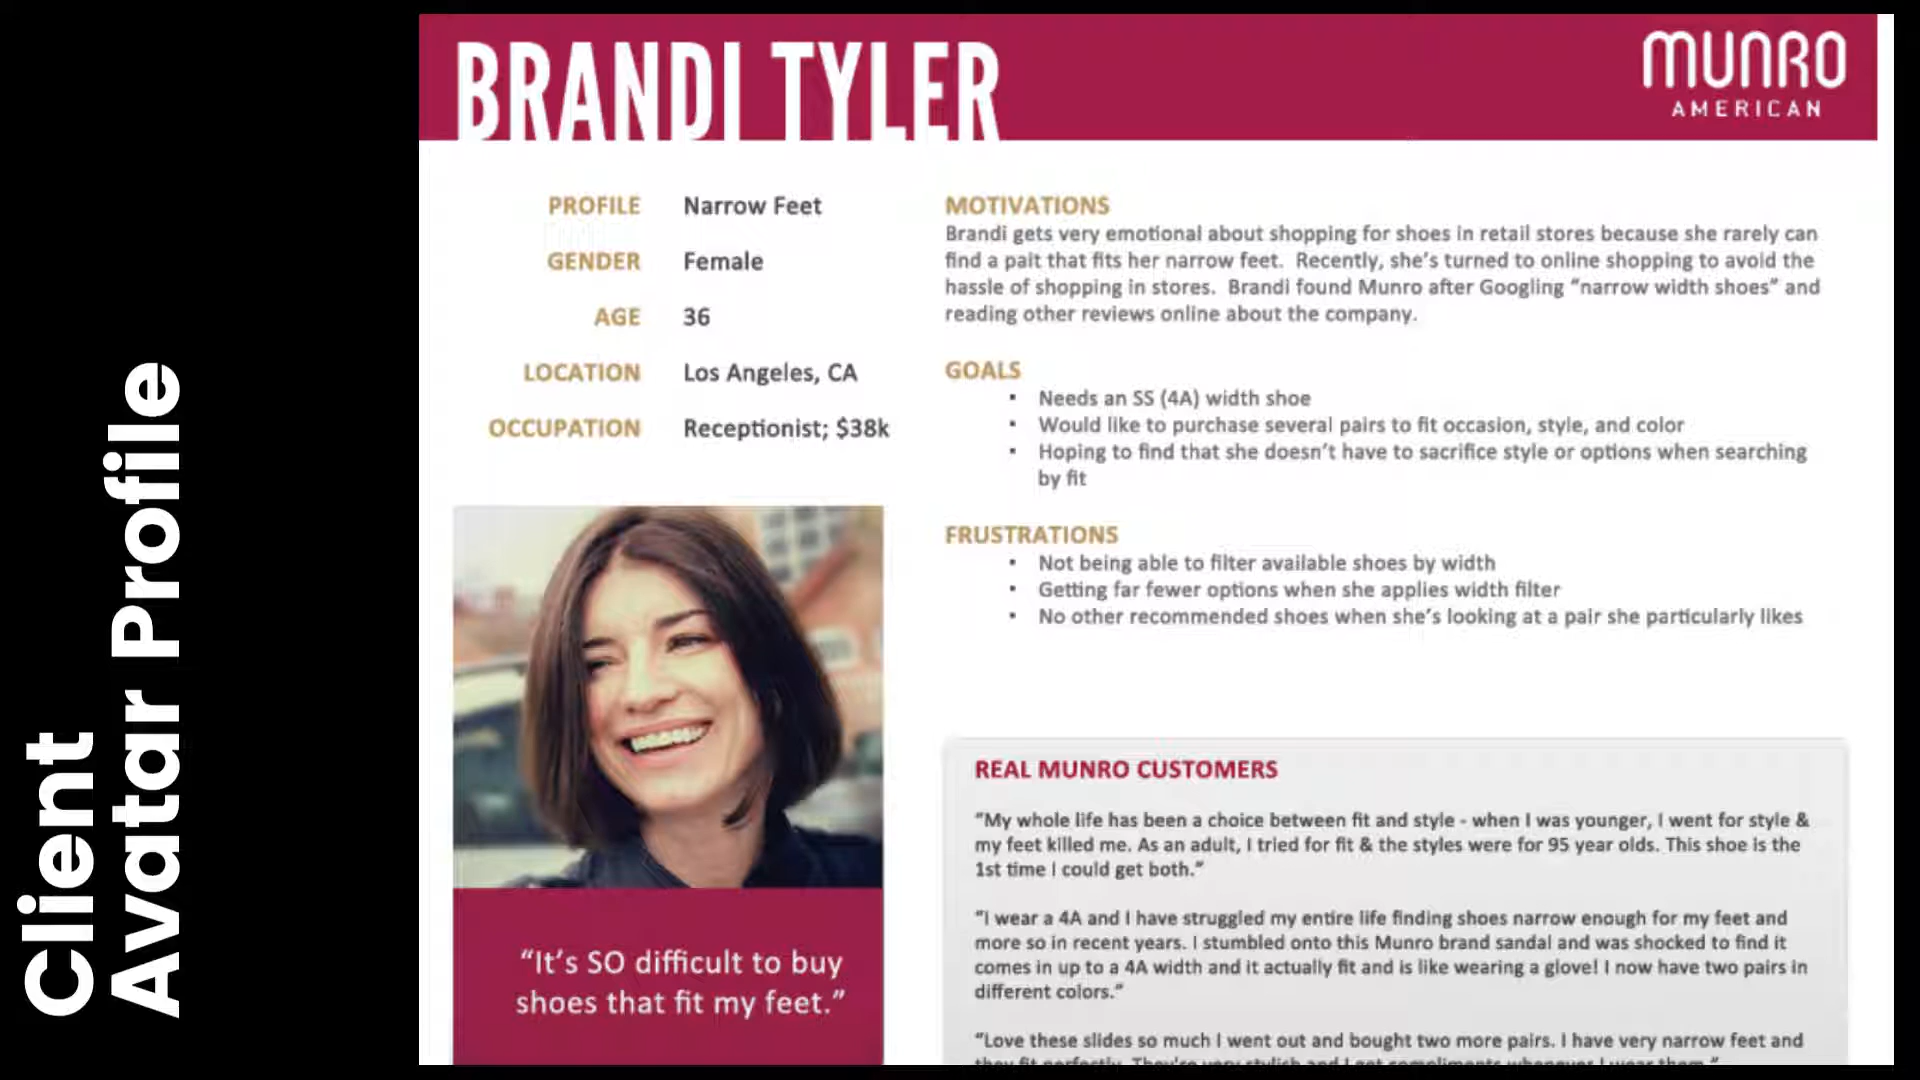 Client
Avatar Profile
BRANDI TYLER
MUNRO
AMERICAN
PROFILE Narrow Feet
GENDER Female
AGE 36
LOCATION Los Angeles, CA
OCCUPATION Receptionist; $38k
“It’s SO difficult to buy
shoes that fit my feet.”
MOTIVATIONS
Brandi gets very emotional about shopping for shoes in retail stores because she rarely can
find a pait that fits her narrow feet. Recently, she’s turned to online shopping to avoid the
hassle of shopping in stores. Brandi found Munro after Googling “narrow width shoes” and
reading other reviews online about the company.
GOALS
▪ Needs an SS (4A) width shoe
▪ Would like to purchase several pairs to fit occasion, style, and color
▪ Hoping to find that she doesn’t have to sacrifice style or options when searching
by fit
FRUSTRATIONS
▪ Not being able to filter available shoes by width
▪ Getting far fewer options when she applies width filter
▪ No other recommended shoes when she’s looking at a pair she particularly likes
REAL MUNRO CUSTOMERS
“My whole life has been a choice between fit and style - when I was younger, I went for style &
my feet killed me. As an adult, I tried for fit & the styles were for 95 year olds. This shoe is the
1st time I could get both.”
“I wear a 4A and I have struggled my entire life finding shoes narrow enough for my feet and
more so in recent years. I stumbled onto this Munro brand sandal and was shocked to find it
comes in up to a 4A width and it actually fit and is like wearing a glove! I now have two pairs in
different colors.”
“Love these slides so much I went out and bought two more pairs. I have very narrow feet and
they fit perfectly. They’re very stylish and I get compliments whenever I wear them.”